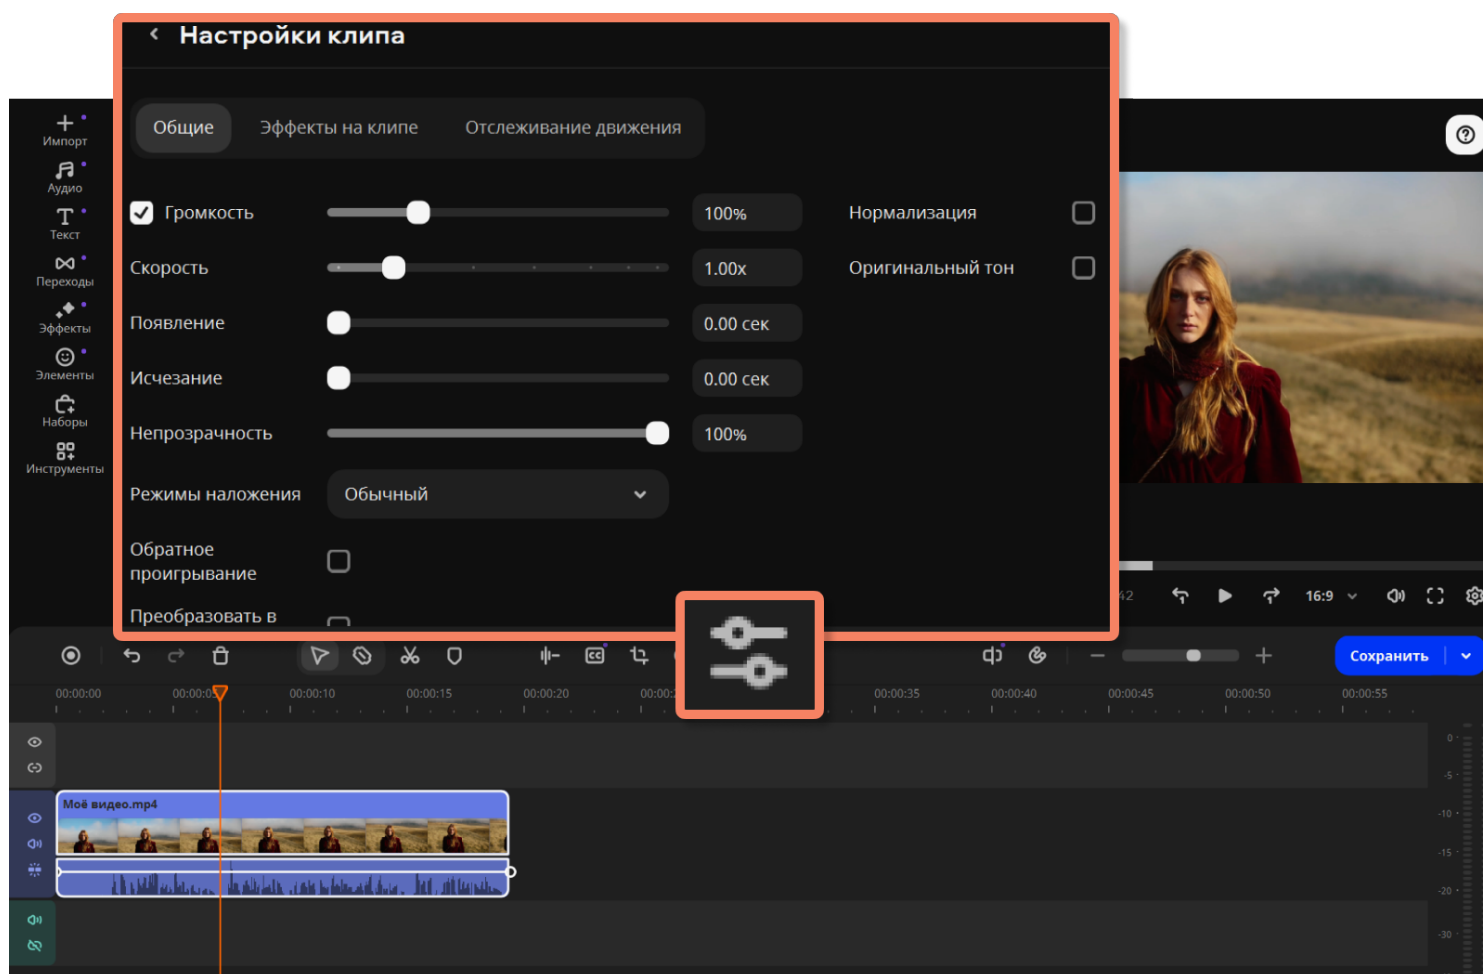 Настройки клипа
Импорт
Аудио
Текст
Переходы
Эффекты
Элементы
Наборы
Инструменты
Общие Эффекты на клипе Отслеживание движения
Громкость 100% Нормализация
Скорость 1.00x Оригинальный тон
Появление 0.00 сек
Исчезание 0.00 сек
Непрозрачность 100%
Режимы наложения Обычный
Обратное
проигрывание
Преобразовать в
42 16:9
CC Сохранить
00:00:00 00:00:10 00:00:15 00:00:20 00:00:35 00:00:40 00:00:45 00:00:50 00:00:55
Моё видео.mp4
0
-5
-10
-15
-20
-30